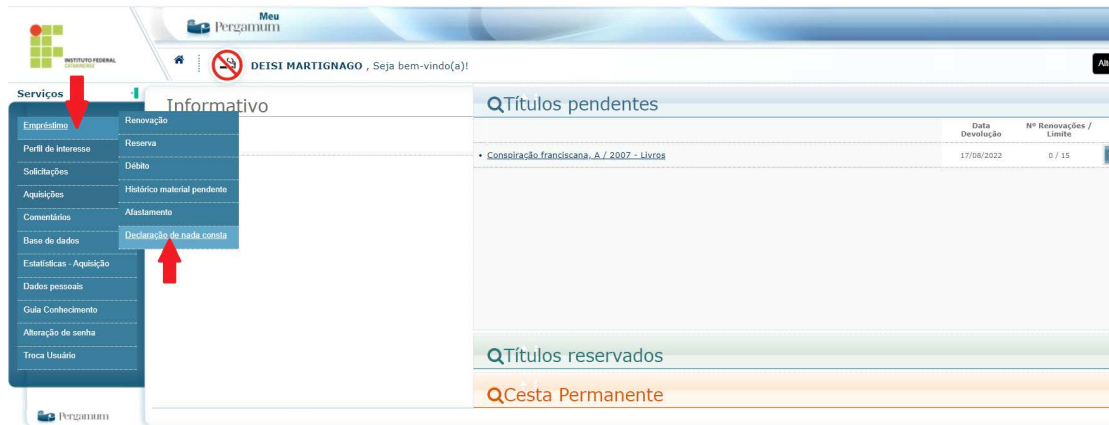 Meu
Pergamum
INSTITUTO FEDERAL
CATARINENSE
DEISI MARTIGNAGO , Seja bem-vindo(a)!
Serviços
Empréstimo
Perfil de interesse
Solicitações
Aquisições
Comentários
Base de dados
Estatísticas - Aquisição
Dados pessoais
Guia Conhecimento
Alteração de senha
Troca Usuário
Renovação
Reserva
Débito
Histórico material pendente
Afastamento
Declaração de nada consta
Informativo
Títulos pendentes
Data Devolução
Nº Renovações / Limite
• Conspiração franciscana, A / 2007 - Livros 17/08/2022 0 / 15
Títulos reservados
Cesta Permanente
Pergamum